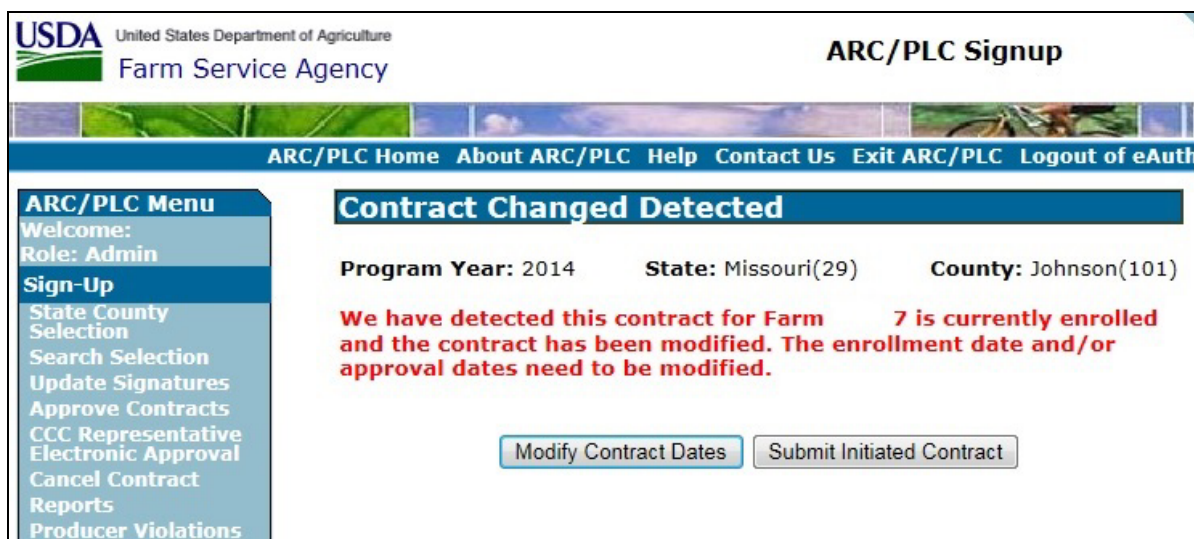 USDA United States Department of Agriculture
Farm Service Agency
ARC/PLC Signup
ARC/PLC Home About ARC/PLC Help Contact Us Exit ARC/PLC Logout of eAuth
ARC/PLC Menu
Welcome:
Role: Admin
Sign-Up
State County
Selection
Search Selection
Update Signatures
Approve Contracts
CCC Representative
Electronic Approval
Cancel Contract
Reports
Producer Violations
Contract Changed Detected
Program Year: 2014 State: Missouri(29) County: Johnson(101)
We have detected this contract for Farm 7 is currently enrolled
and the contract has been modified. The enrollment date and/or
approval dates need to be modified.
Modify Contract Dates Submit Initiated Contract